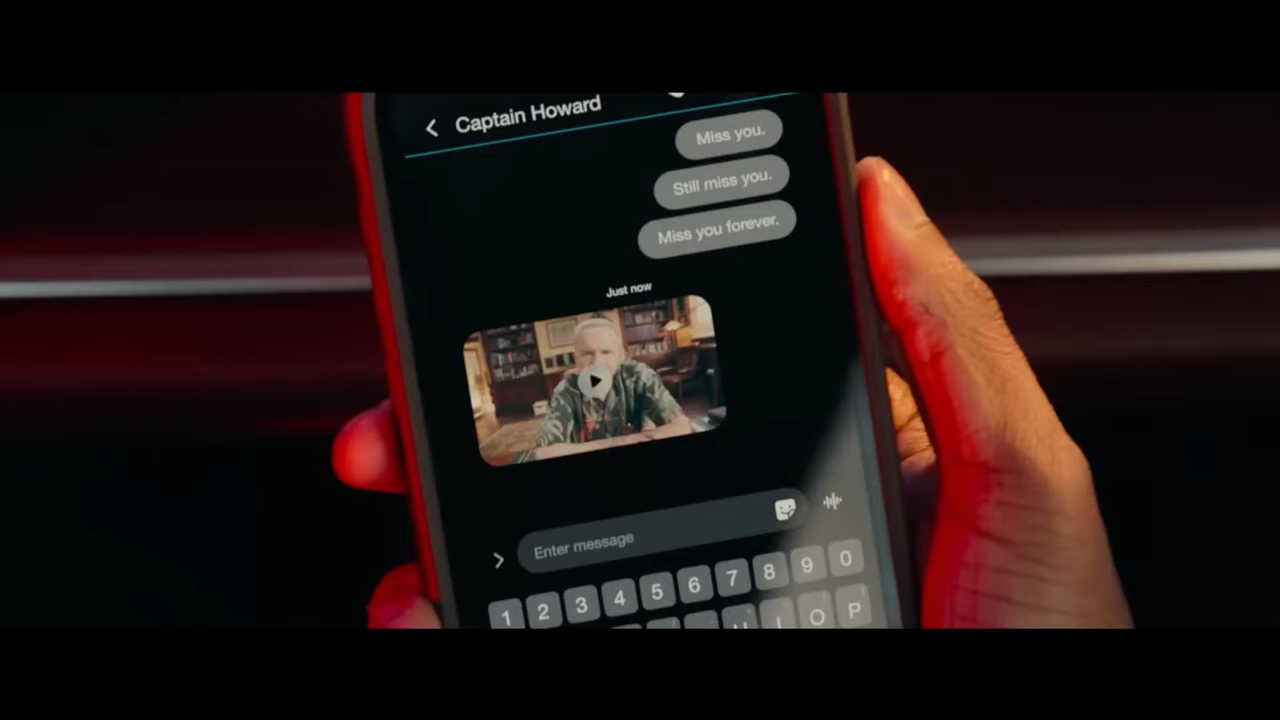 Captain Howard
Miss you.
Still miss you.
Miss you forever.
Just now
Enter message
1 2 3 4 5 6 7 8 9 0
U I O P